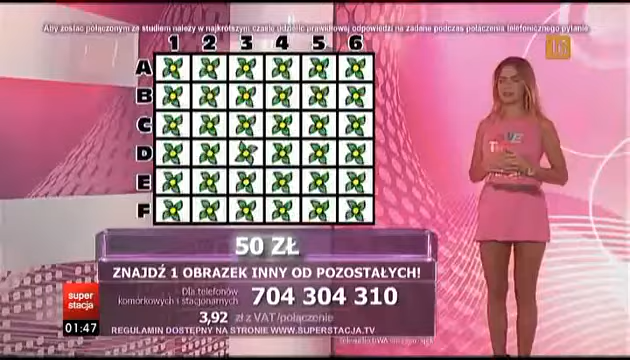 Aby zostać połączonym ze studiem należy w najkrótszym czasie udzielić prawidłowej odpowiedzi na zadane podczas połączenia telefonicznego pytanie
16
1 2 3 4 5 6
A
B
C
D
E
F
50 ZŁ
ZNAJDŹ 1 OBRAZEK INNY OD POZOSTAŁYCH!
Dla telefonów
komórkowych i stacjonarnych
704 304 310
3,92 zł z VAT/połączenie
REGULAMIN DOSTĘPNY NA STRONIE WWW.SUPERSTACJA.TV
super
stacja
01:47